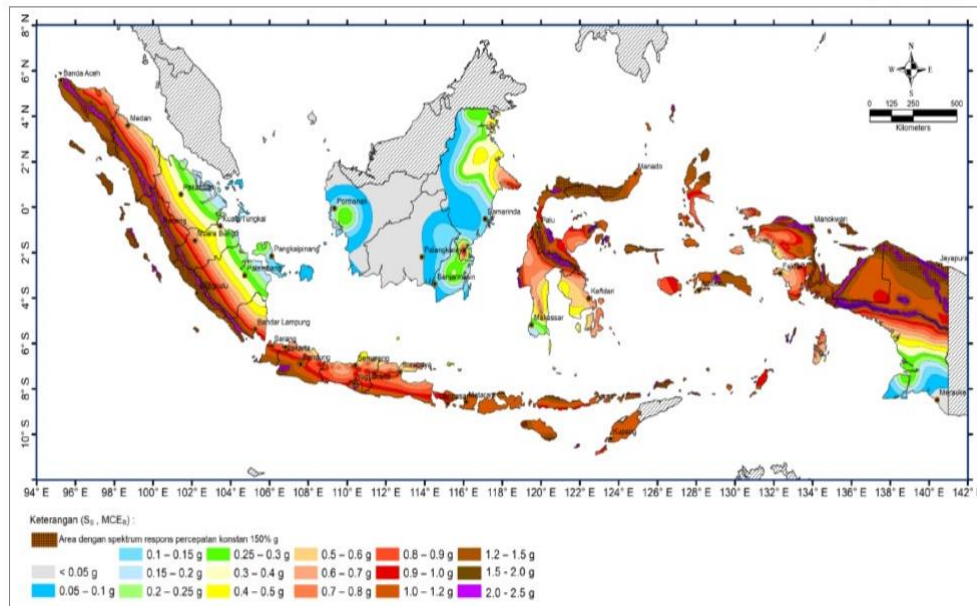 8° N
6° N
4° N
2° N
0°
2° S
4° S
6° S
8° S
10° S
N
W E
S
0 125 250 500
Kilometers
Banda Aceh
Medan
Pekanbaru
Kuala Tungkal
Padang
Muara Bungo
Pangkalpinang
Palembang
Bengkulu
Bandar Lampung
Serang
Jakarta
Bandung
Semarang
Surabaya
Mataram
Kupang
Pontianak
Palangkaraya
Banjarmasin
Samarinda
Palu
Manado
Makassar
Kendari
Manokwari
Jayapura
Merauke
94° E 96° E 98° E 100° E 102° E 104° E 106° E 108° E 110° E 112° E 114° E 116° E 118° E 120° E 122° E 124° E 126° E 128° E 130° E 132° E 134° E 136° E 138° E 140° E 142° E
Keterangan (Sₛ , MCEᵣ) :
Area dengan spektrum respons percepatan konstan 150% g
0.1 – 0.15 g 0.25 – 0.3 g 0.5 – 0.6 g 0.8 – 0.9 g 1.2 – 1.5 g
< 0.05 g 0.15 – 0.2 g 0.3 – 0.4 g 0.6 – 0.7 g 0.9 – 1.0 g 1.5 - 2.0 g
0.05 – 0.1 g 0.2 – 0.25 g 0.4 – 0.5 g 0.7 – 0.8 g 1.0 – 1.2 g 2.0 - 2.5 g